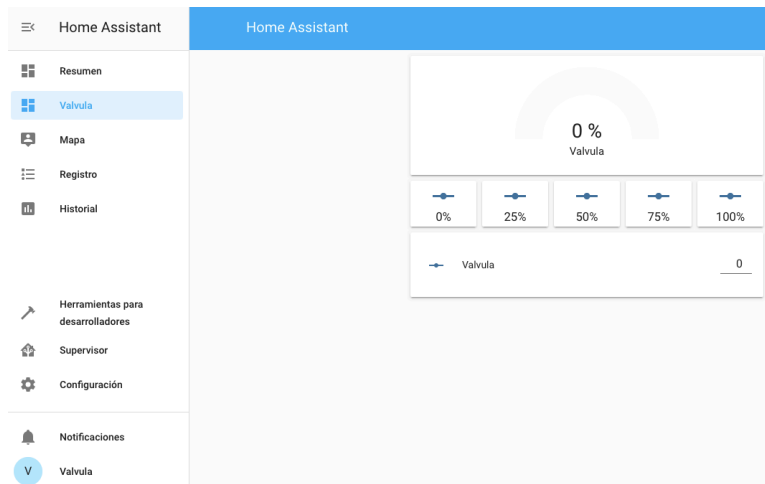 Home Assistant
Home Assistant
Resumen
Valvula
Mapa
Registro
Historial
Herramientas para
desarrolladores
Supervisor
Configuración
Notificaciones
V
Valvula
0 %
Valvula
0%
25%
50%
75%
100%
Valvula
0